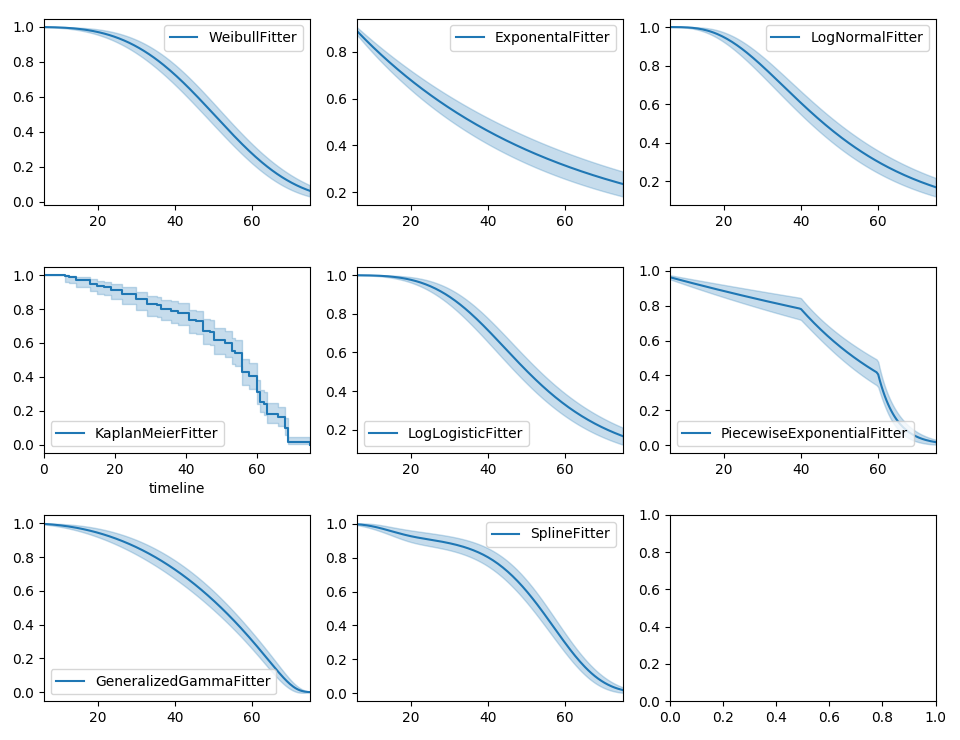 WeibullFitter
1.0
0.8
0.6
0.4
0.2
0.0
20 40 60
ExponentalFitter
0.8
0.6
0.4
0.2
20 40 60
LogNormalFitter
1.0
0.8
0.6
0.4
0.2
20 40 60
1.0
0.8
0.6
0.4
0.2
0.0
KaplanMeierFitter
0 20 40 60
timeline
1.0
0.8
0.6
0.4
0.2
LogLogisticFitter
20 40 60
1.0
0.8
0.6
0.4
0.2
0.0
PiecewiseExponentialFitter
20 40 60
1.0
0.8
0.6
0.4
0.2
0.0
GeneralizedGammaFitter
20 40 60
SplineFitter
1.0
0.8
0.6
0.4
0.2
0.0
20 40 60
1.0
0.8
0.6
0.4
0.2
0.0
0.0 0.2 0.4 0.6 0.8 1.0